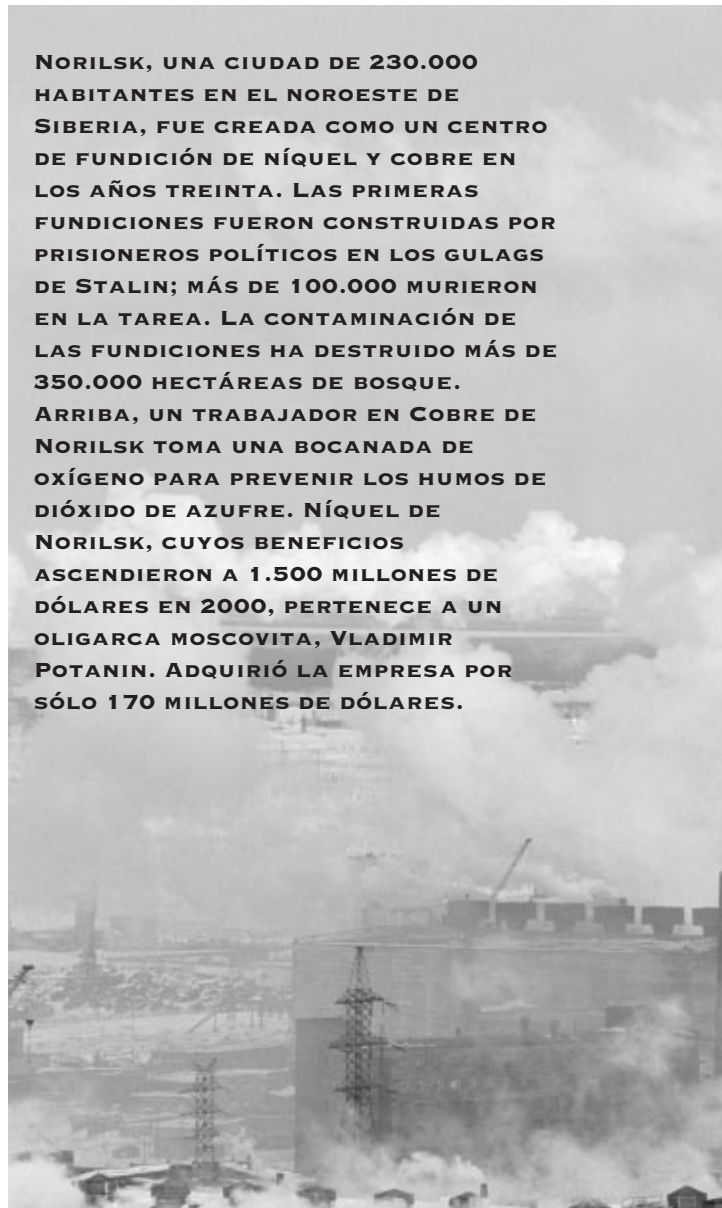 Norilsk, una ciudad de 230.000
habitantes en el noroeste de
Siberia, fue creada como un centro
de fundición de níquel y cobre en
los años treinta. Las primeras
fundiciones fueron construidas por
prisioneros políticos en los gulags
de Stalin; más de 100.000 murieron
en la tarea. La contaminación de
las fundiciones ha destruido más de
350.000 hectáreas de bosque.
Arriba, un trabajador en Cobre de
Norilsk toma una bocanada de
oxígeno para prevenir los humos de
dióxido de azufre. Níquel de
Norilsk, cuyos beneficios
ascendieron a 1.500 millones de
dólares en 2000, pertenece a un
oligarca moscovita, Vladimir
Potanin. Adquirió la empresa por
sólo 170 millones de dólares.